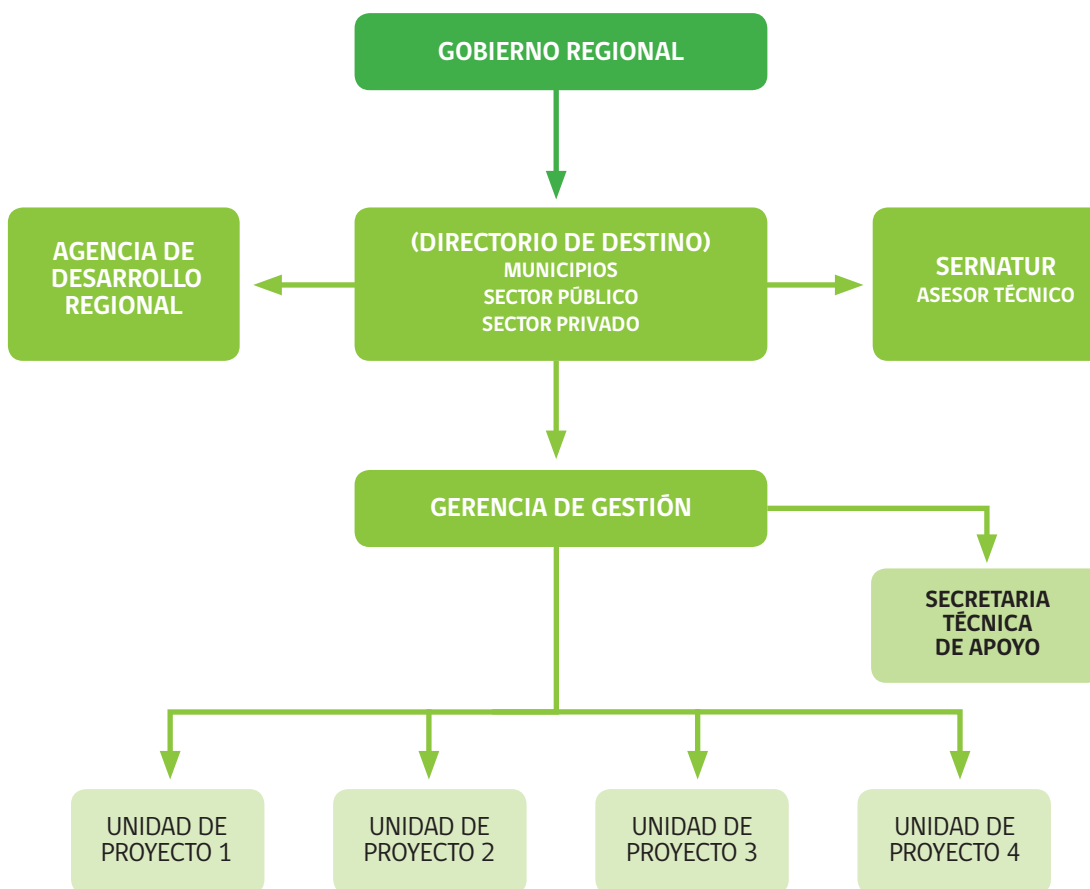 GOBIERNO REGIONAL
AGENCIA DE
DESARROLLO
REGIONAL
(DIRECTORIO DE DESTINO)
MUNICIPIOS
SECTOR PÚBLICO
SECTOR PRIVADO
SERNATUR
ASESOR TÉCNICO
GERENCIA DE GESTIÓN
SECRETARIA
TÉCNICA
DE APOYO
UNIDAD DE
PROYECTO 1
UNIDAD DE
PROYECTO 2
UNIDAD DE
PROYECTO 3
UNIDAD DE
PROYECTO 4